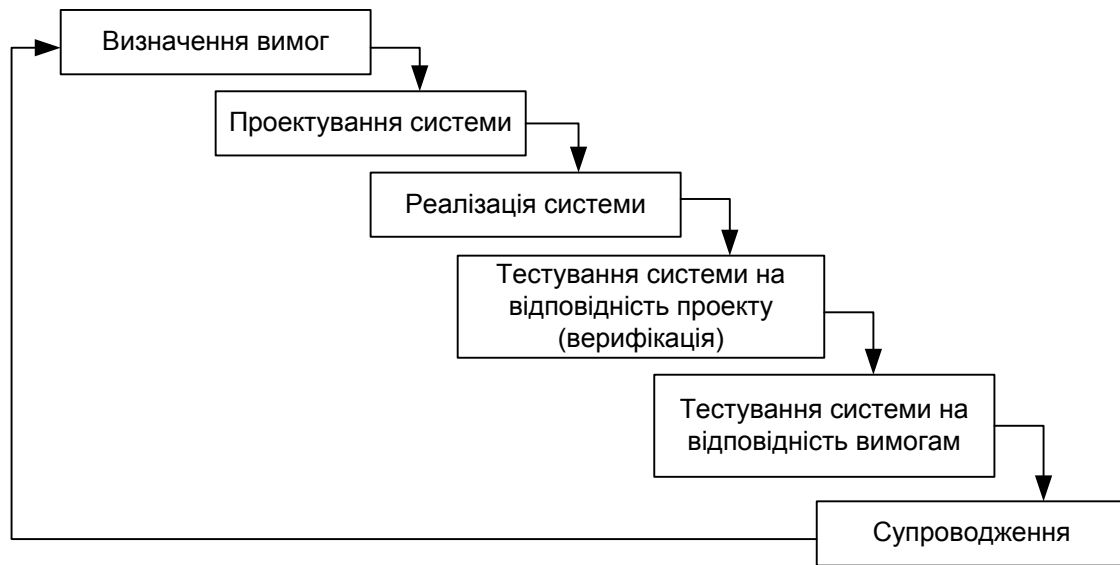 Визначення вимог
Проектування системи
Реалізація системи
Тестування системи на
відповідність проекту
(верифікація)
Тестування системи на
відповідність вимогам
Супроводження